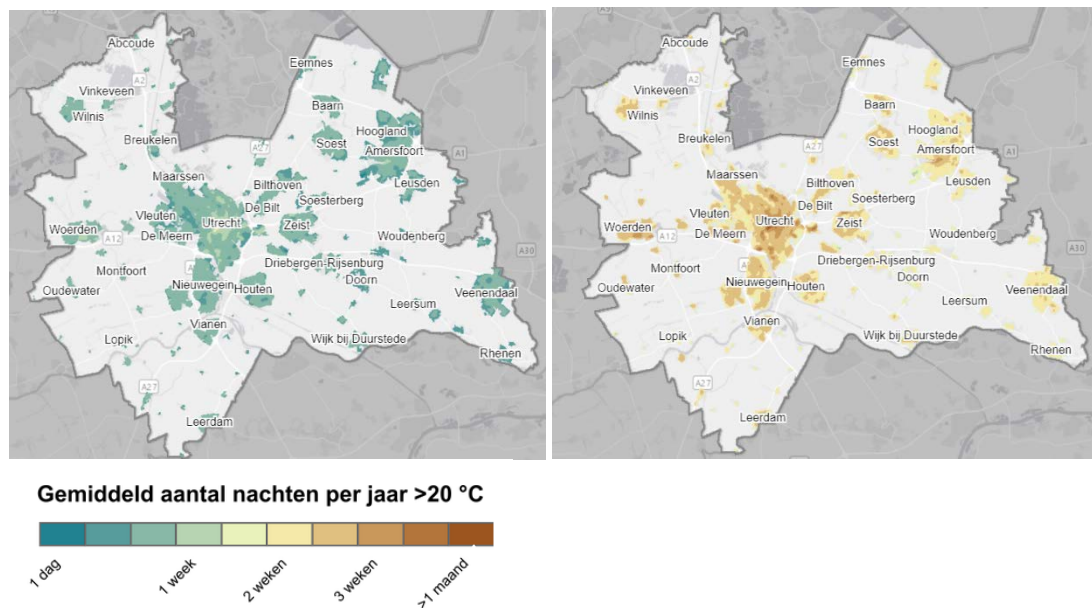 Abcoude
Eemnes
A2
Vinkeveen
Baarn
Wilnis
Hoogland
Breukelen
A27
Soest
Amersfoort
A1
Maarssen
Bilthoven
Leusden
Soesterberg
De Bilt
Vleuten
Utrecht
Zeist
Woerden
De Meern
Woudenberg
A12
A30
Driebergen-Rijsenburg
Montfoort
Doorn
Oudewater
Nieuwegein
Houten
Veenendaal
Leersum
Vianen
Lopik
Wijk bij Duurstede
Rhenen
A27
Leerdam
Abcoude
Eemnes
A2
Vinkeveen
Baarn
Wilnis
Hoogland
Breukelen
A27
Soest
Amersfoort
A1
Maarssen
Bilthoven
Leusden
Soesterberg
De Bilt
Vleuten
Utrecht
Zeist
Woerden
De Meern
Woudenberg
A12
A30
Driebergen-Rijsenburg
Montfoort
Doorn
Oudewater
Nieuwegein
Houten
Veenendaal
Leersum
Vianen
Lopik
Wijk bij Duurstede
Rhenen
A27
Leerdam
Gemiddeld aantal nachten per jaar >20 °C
1 dag
1 week
2 weken
3 weken
>1 maand